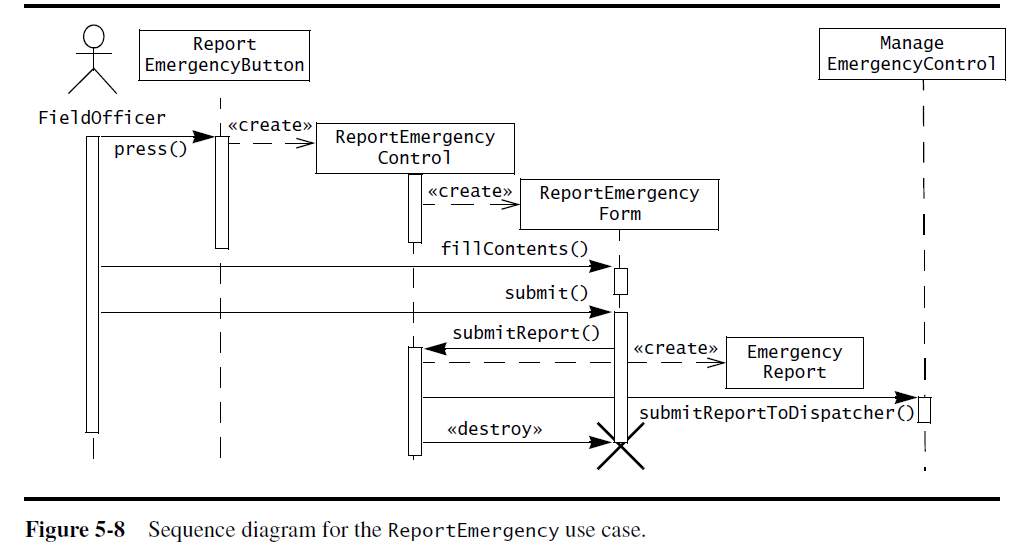 Report
EmergencyButton
Manage
EmergencyControl
FieldOfficer
press()
«create»
ReportEmergency
Control
«create»
ReportEmergency
Form
fillContents()
submit()
submitReport()
«create»
Emergency
Report
submitReportToDispatcher()
«destroy»
Figure 5-8 Sequence diagram for the ReportEmergency use case.